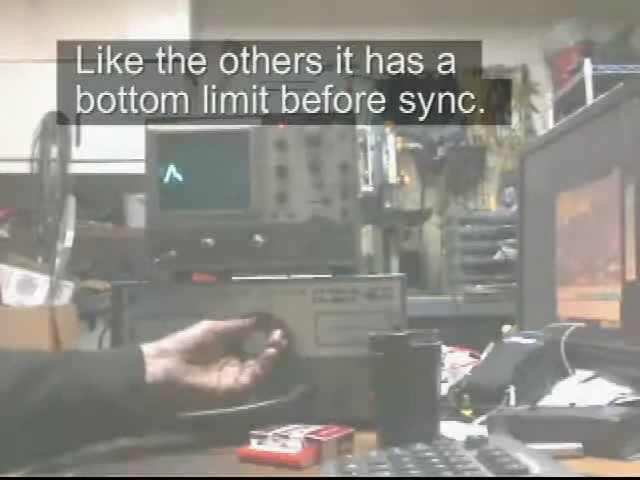 Like the others it has a
bottom limit before sync.